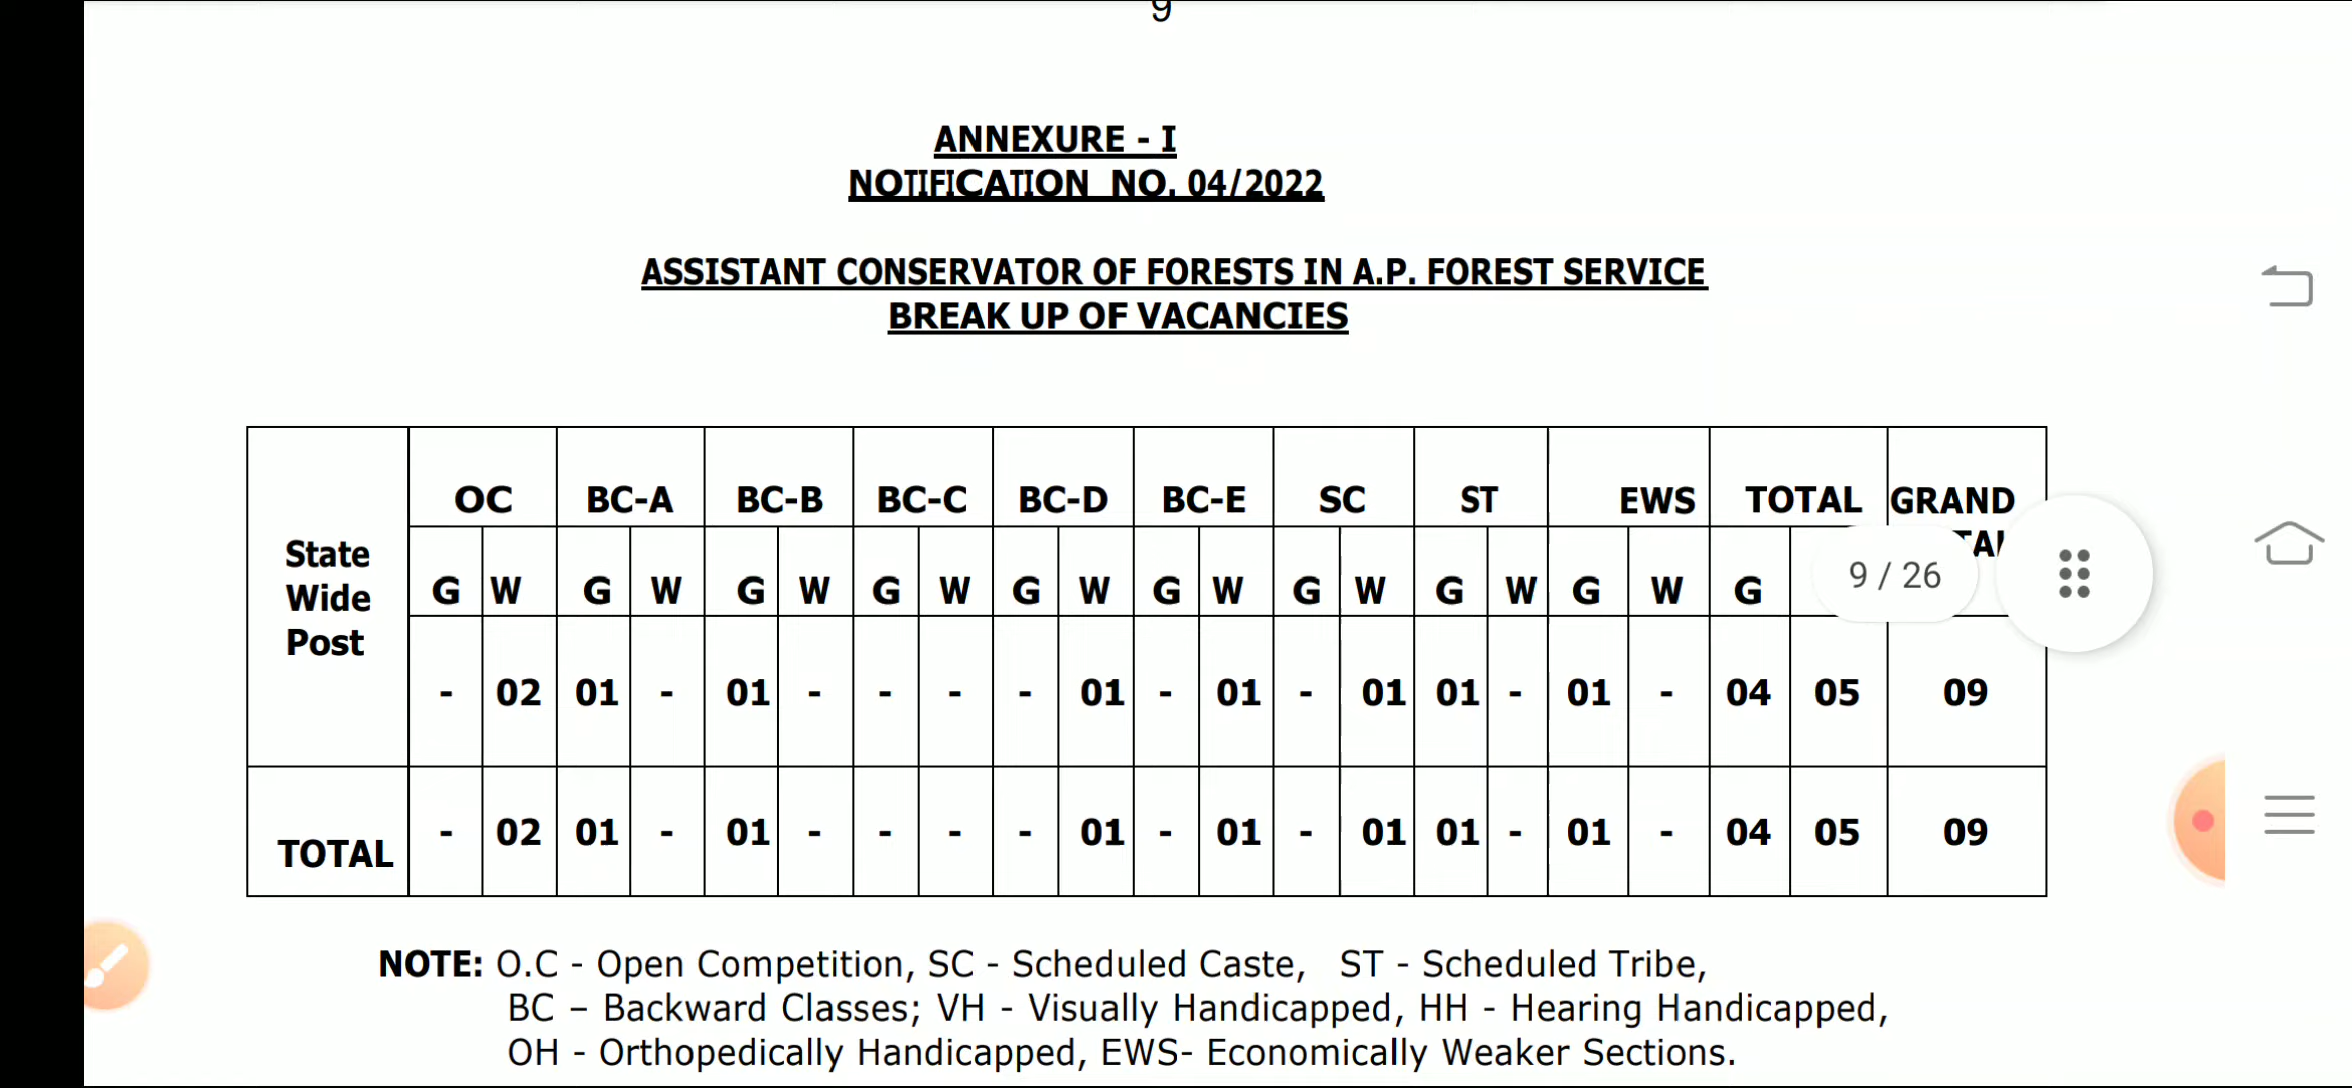 9
ANNEXURE - I
NOTIFICATION NO. 04/2022
ASSISTANT CONSERVATOR OF FORESTS IN A.P. FOREST SERVICE
BREAK UP OF VACANCIES
State Wide Post OC BC-A BC-B BC-C BC-D BC-E SC ST EWS TOTAL GRAND
G W G W G W G W G W G W G W G W G W G
9 / 26
- 02 01 - 01 - - - - 01 - 01 - 01 01 - 01 - 04 05 09
TOTAL - 02 01 - 01 - - - - 01 - 01 - 01 01 - 01 - 04 05 09
NOTE: O.C - Open Competition, SC - Scheduled Caste, ST - Scheduled Tribe,
BC – Backward Classes; VH - Visually Handicapped, HH - Hearing Handicapped,
OH - Orthopedically Handicapped, EWS- Economically Weaker Sections.